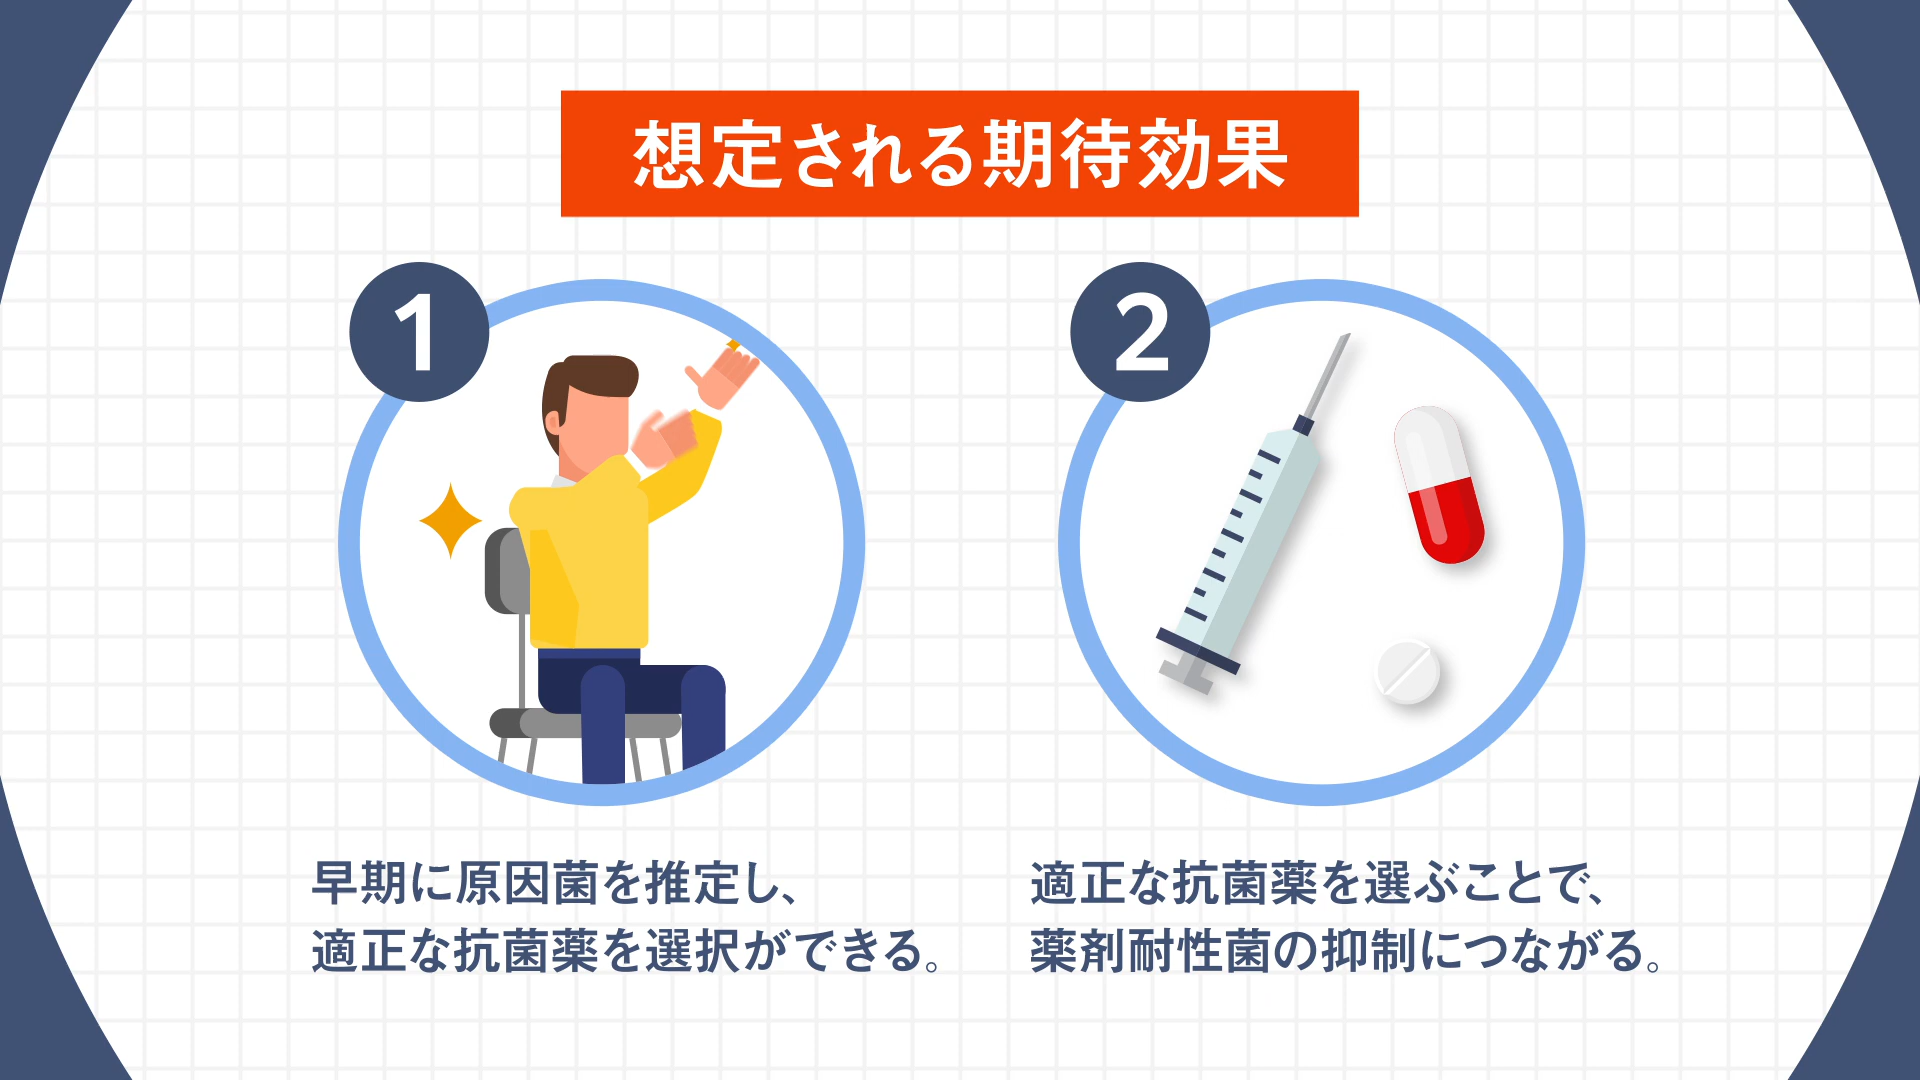 想定される期待効果
1
早期に原因菌を推定し、
適正な抗菌薬を選択ができる。
2
適正な抗菌薬を選ぶことで、
薬剤耐性菌の抑制につながる。